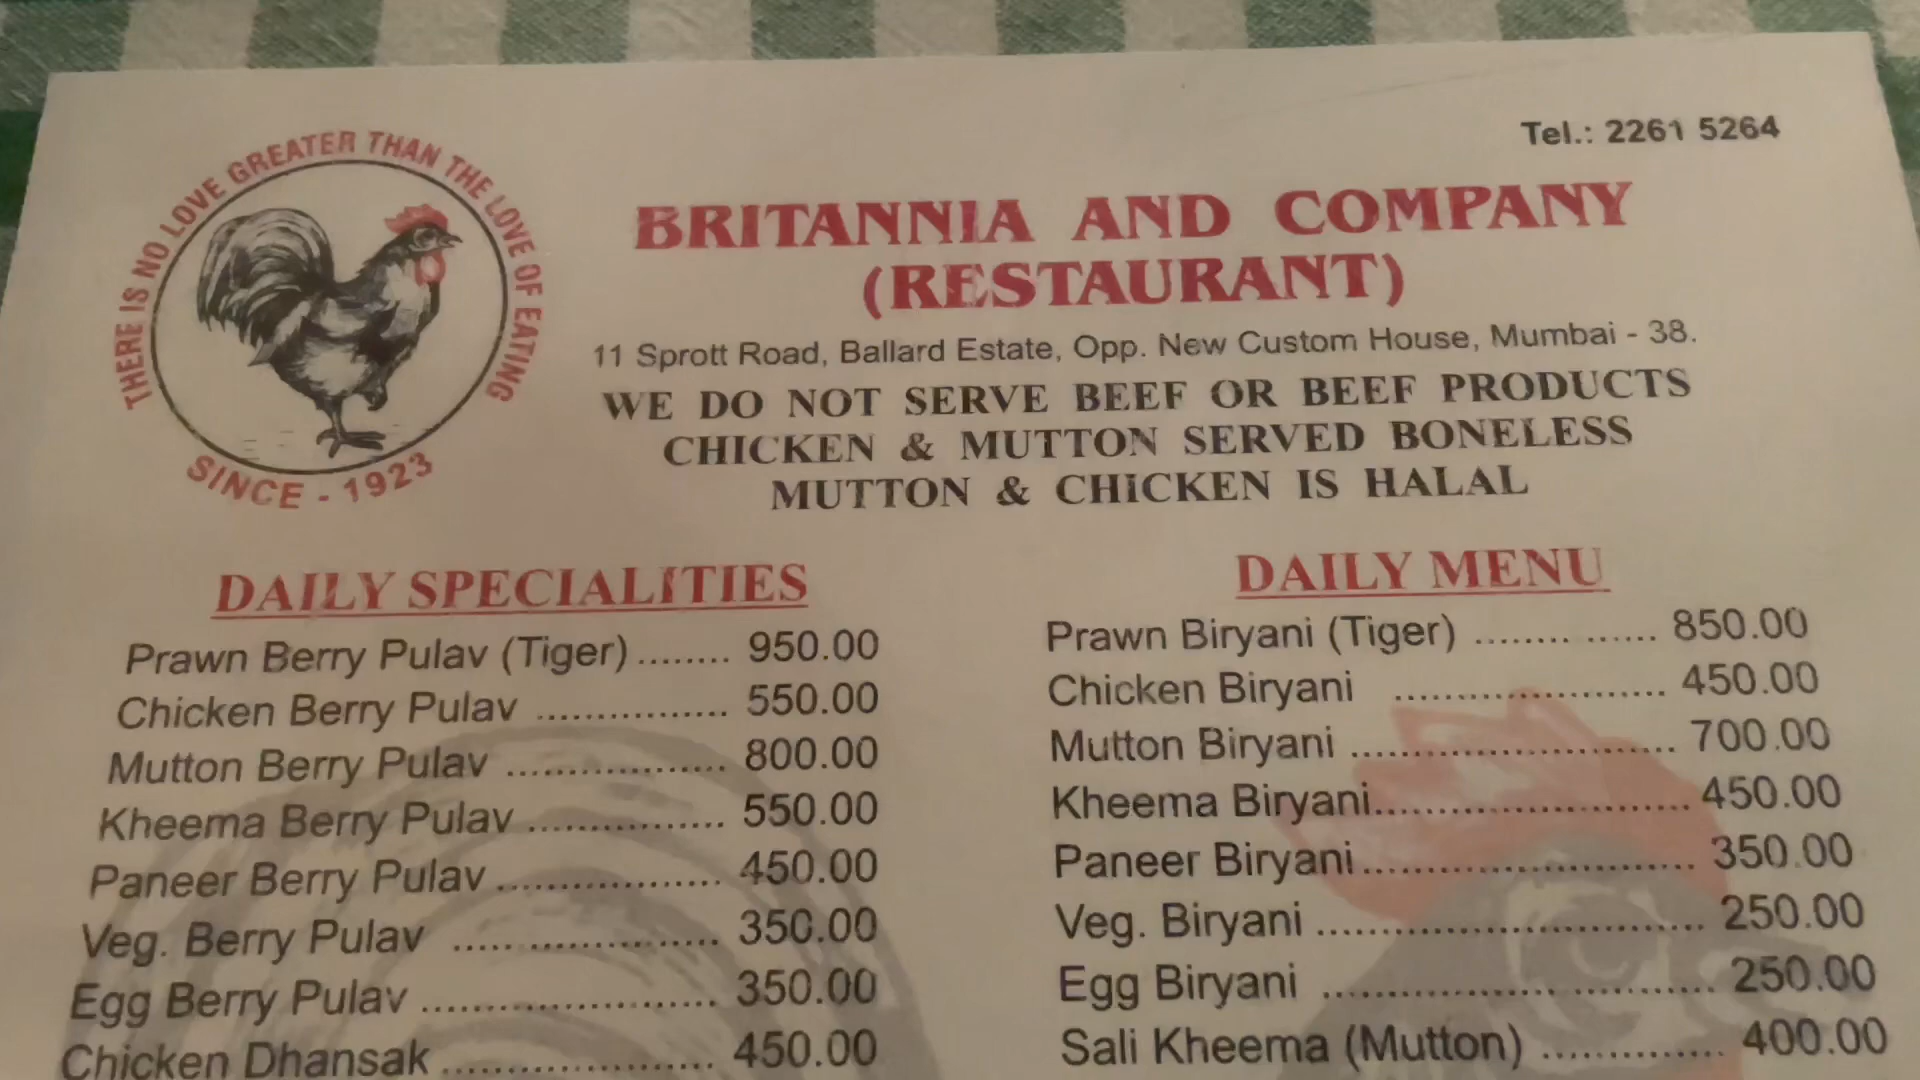 Tel.: 2261 5264
THERE IS NO LOVE GREATER THAN THE LOVE OF EATING
SINCE - 1923
BRITANNIA AND COMPANY
(RESTAURANT)
11 Sprott Road, Ballard Estate, Opp. New Custom House, Mumbai - 38.
WE DO NOT SERVE BEEF OR BEEF PRODUCTS
CHICKEN & MUTTON SERVED BONELESS
MUTTON & CHICKEN IS HALAL
DAILY SPECIALITIES
Prawn Berry Pulav (Tiger) ........ 950.00
Chicken Berry Pulav ................ 550.00
Mutton Berry Pulav .................. 800.00
Kheema Berry Pulav ................ 550.00
Paneer Berry Pulav .................. 450.00
Veg. Berry Pulav ...................... 350.00
Egg Berry Pulav ........................ 350.00
Chicken Dhansak ...................... 450.00
DAILY MENU
Prawn Biryani (Tiger) ............... 850.00
Chicken Biryani ...................... 450.00
Mutton Biryani .......................... 700.00
Kheema Biryani......................... 450.00
Paneer Biryani.......................... 350.00
Veg. Biryani .............................. 250.00
Egg Biryani ............................... 250.00
Sali Kheema (Mutton) .............. 400.00